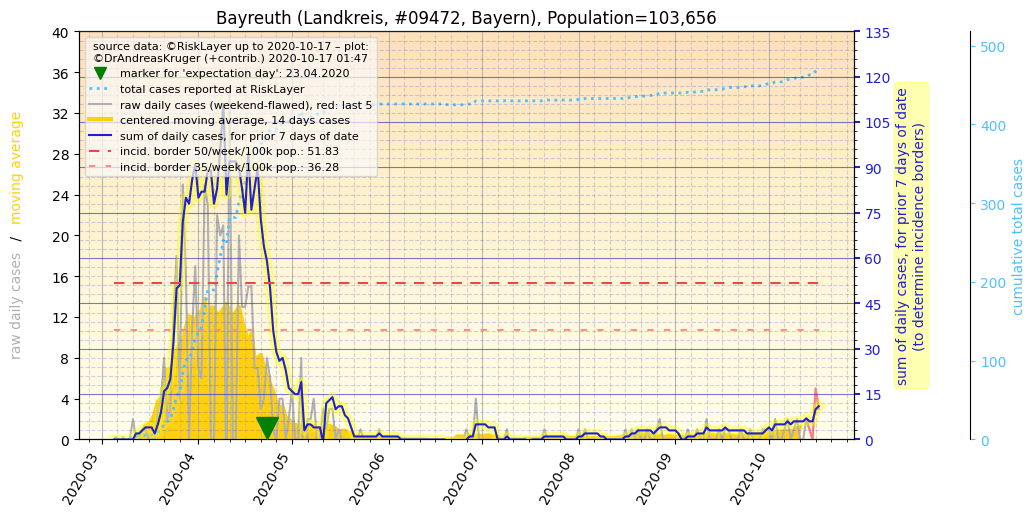 Bayreuth (Landkreis, #09472, Bayern), Population=103,656
source data: ©RiskLayer up to 2020-10-17 – plot:
©DrAndreasKruger (+contrib.) 2020-10-17 01:47
marker for 'expectation day': 23.04.2020
total cases reported at RiskLayer
raw daily cases (weekend-flawed), red: last 5
centered moving average, 14 days cases
sum of daily cases, for prior 7 days of date
incid. border 50/week/100k pop.: 51.83
incid. border 35/week/100k pop.: 36.28
raw daily cases / moving average
40
36
32
28
24
20
16
12
8
4
0
135
120
105
90
75
60
45
30
15
0
sum of daily cases, for prior 7 days of date
(to determine incidence borders)
500
400
300
200
100
0
cumulative total cases
2020-03
2020-04
2020-05
2020-06
2020-07
2020-08
2020-09
2020-10